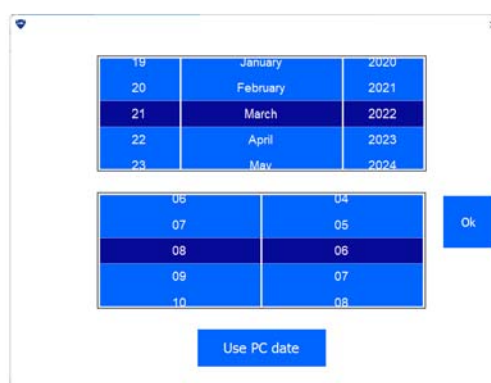 19 January 2020
20 February 2021
21 March 2022
22 April 2023
23 May 2024
06 04
07 05
08 06
Ok
09 07
10 08
Use PC date